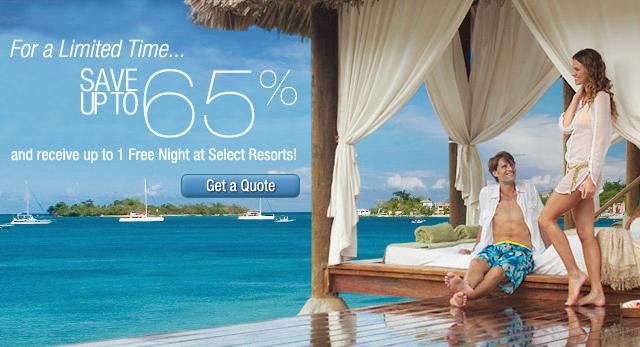 For a Limited Time...
SAVE
UP TO 65%
and receive up to 1 Free Night at Select Resorts!
Get a Quote